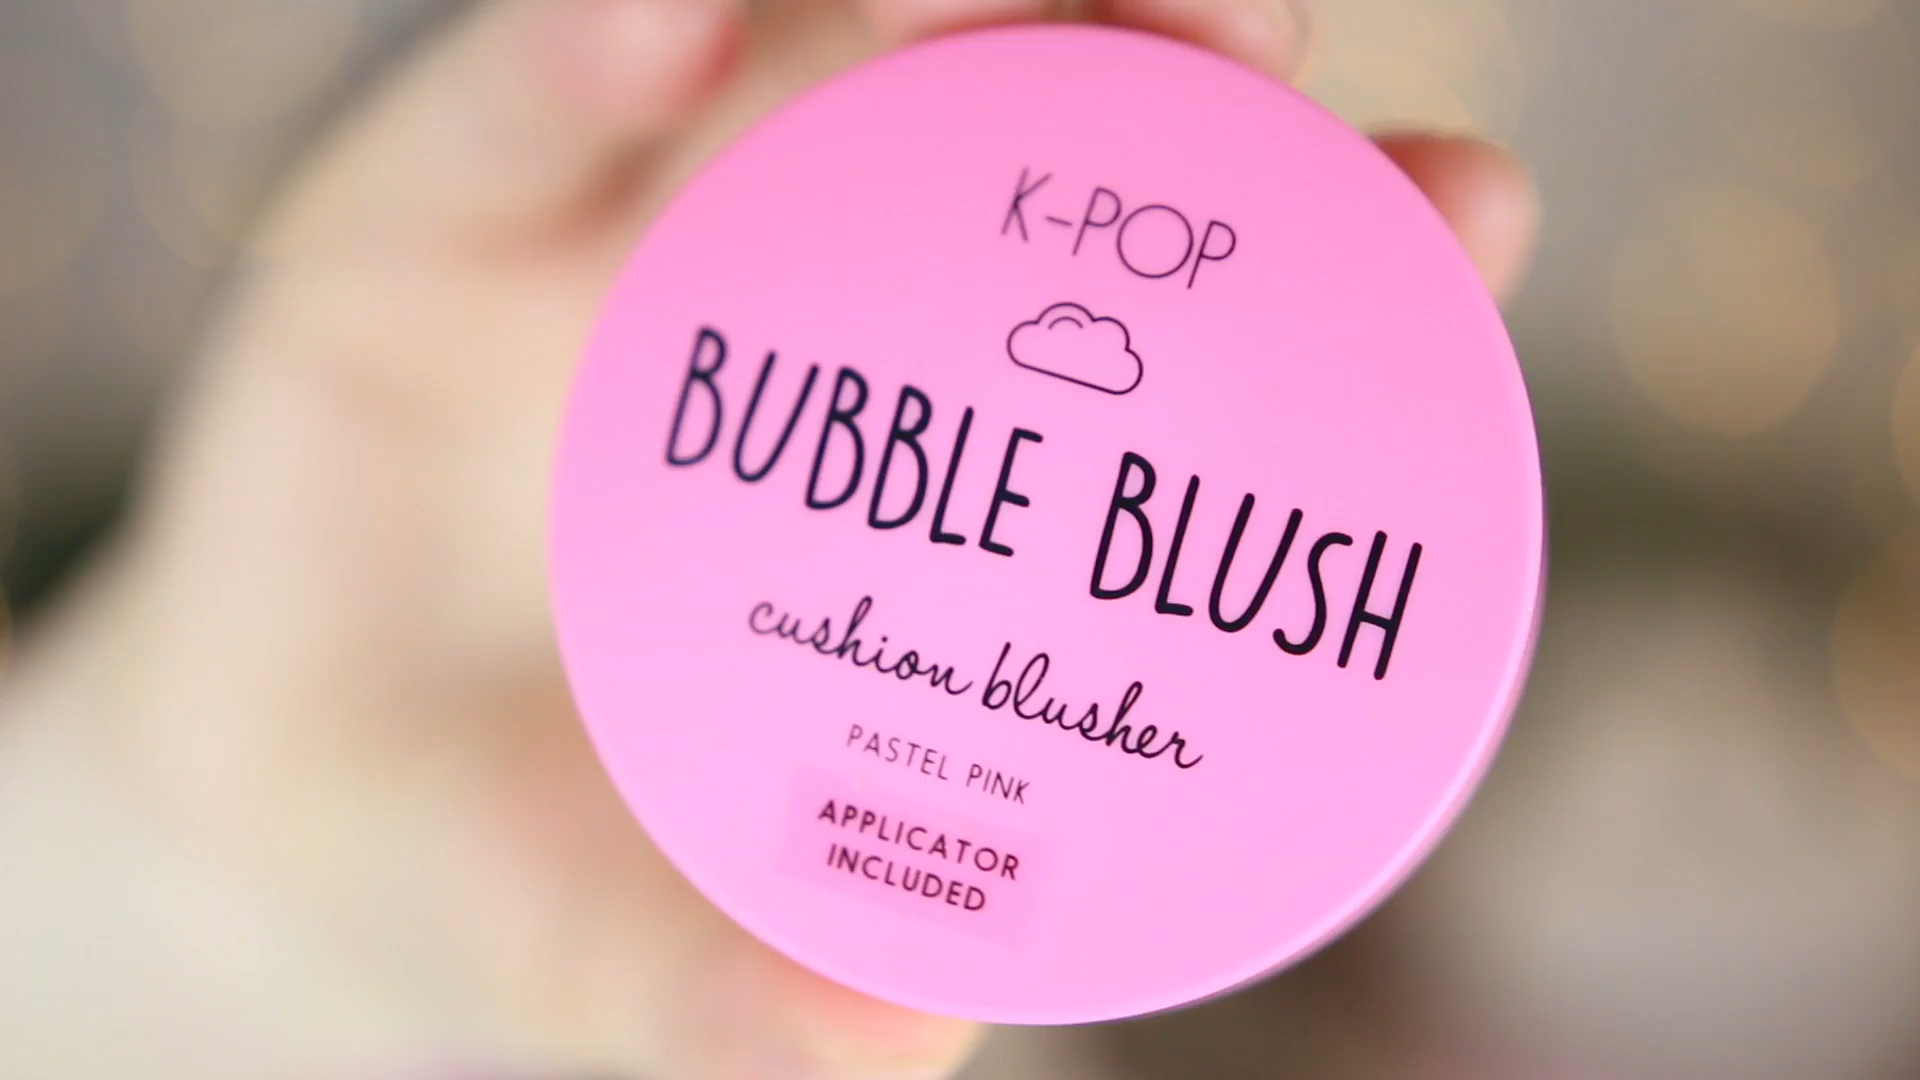 K-POP
BUBBLE BLUSH
cushion blusher
PASTEL PINK
APPLICATOR
INCLUDED